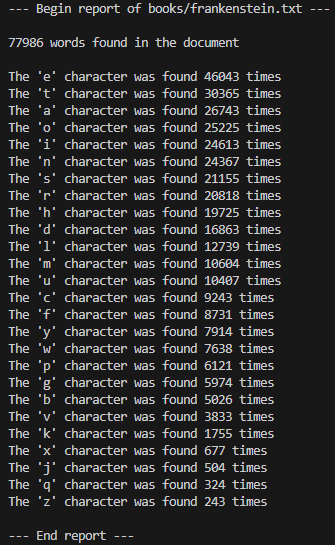 --- Begin report of books/frankenstein.txt ---
77986 words found in the document
The 'e' character was found 46043 times
The 't' character was found 30365 times
The 'a' character was found 26743 times
The 'o' character was found 25225 times
The 'i' character was found 24613 times
The 'n' character was found 24367 times
The 's' character was found 21155 times
The 'r' character was found 20818 times
The 'h' character was found 19725 times
The 'd' character was found 16863 times
The 'l' character was found 12739 times
The 'm' character was found 10604 times
The 'u' character was found 10407 times
The 'c' character was found 9243 times
The 'f' character was found 8731 times
The 'y' character was found 7914 times
The 'w' character was found 7638 times
The 'p' character was found 6121 times
The 'g' character was found 5974 times
The 'b' character was found 5026 times
The 'v' character was found 3833 times
The 'k' character was found 1755 times
The 'x' character was found 677 times
The 'j' character was found 504 times
The 'q' character was found 324 times
The 'z' character was found 243 times
--- End report ---